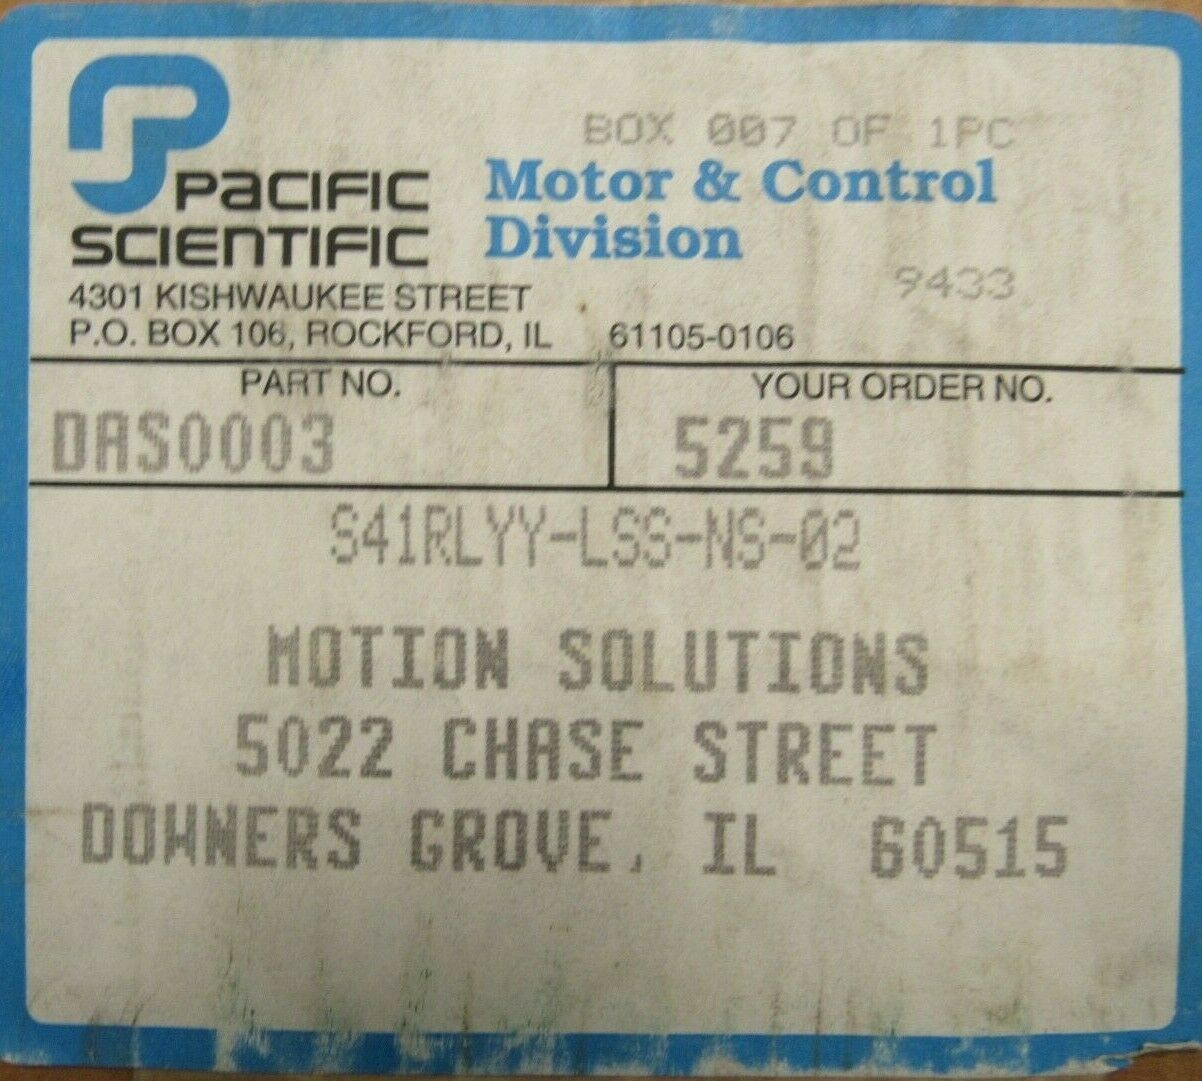 BOX 007 OF 1PC
PACIFIC
SCIENTIFIC
Motor & Control
Division
9433
4301 KISHWAUKEE STREET
P.O. BOX 106, ROCKFORD, IL 61105-0106
PART NO.
YOUR ORDER NO.
DAS0003
5259
S41RLYY-LSS-NS-02
MOTION SOLUTIONS
5022 CHASE STREET
DOWNERS GROVE, IL 60515